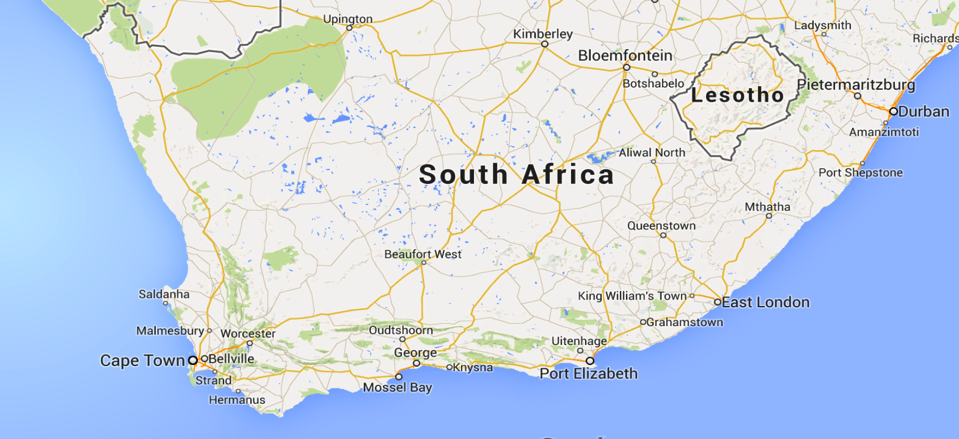 Upington
Ladysmith
Kimberley
Richards
Bloemfontein
Botshabelo
Pietermaritzburg
Lesotho
Durban
Amanzimtoti
Aliwal North
South Africa
Port Shepstone
Mthatha
Queenstown
Beaufort West
Saldanha
King William's Town
East London
Grahamstown
Malmesbury
Worcester
Oudtshoorn
Uitenhage
George
Cape Town
Bellville
Knysna
Port Elizabeth
Strand
Mossel Bay
Hermanus